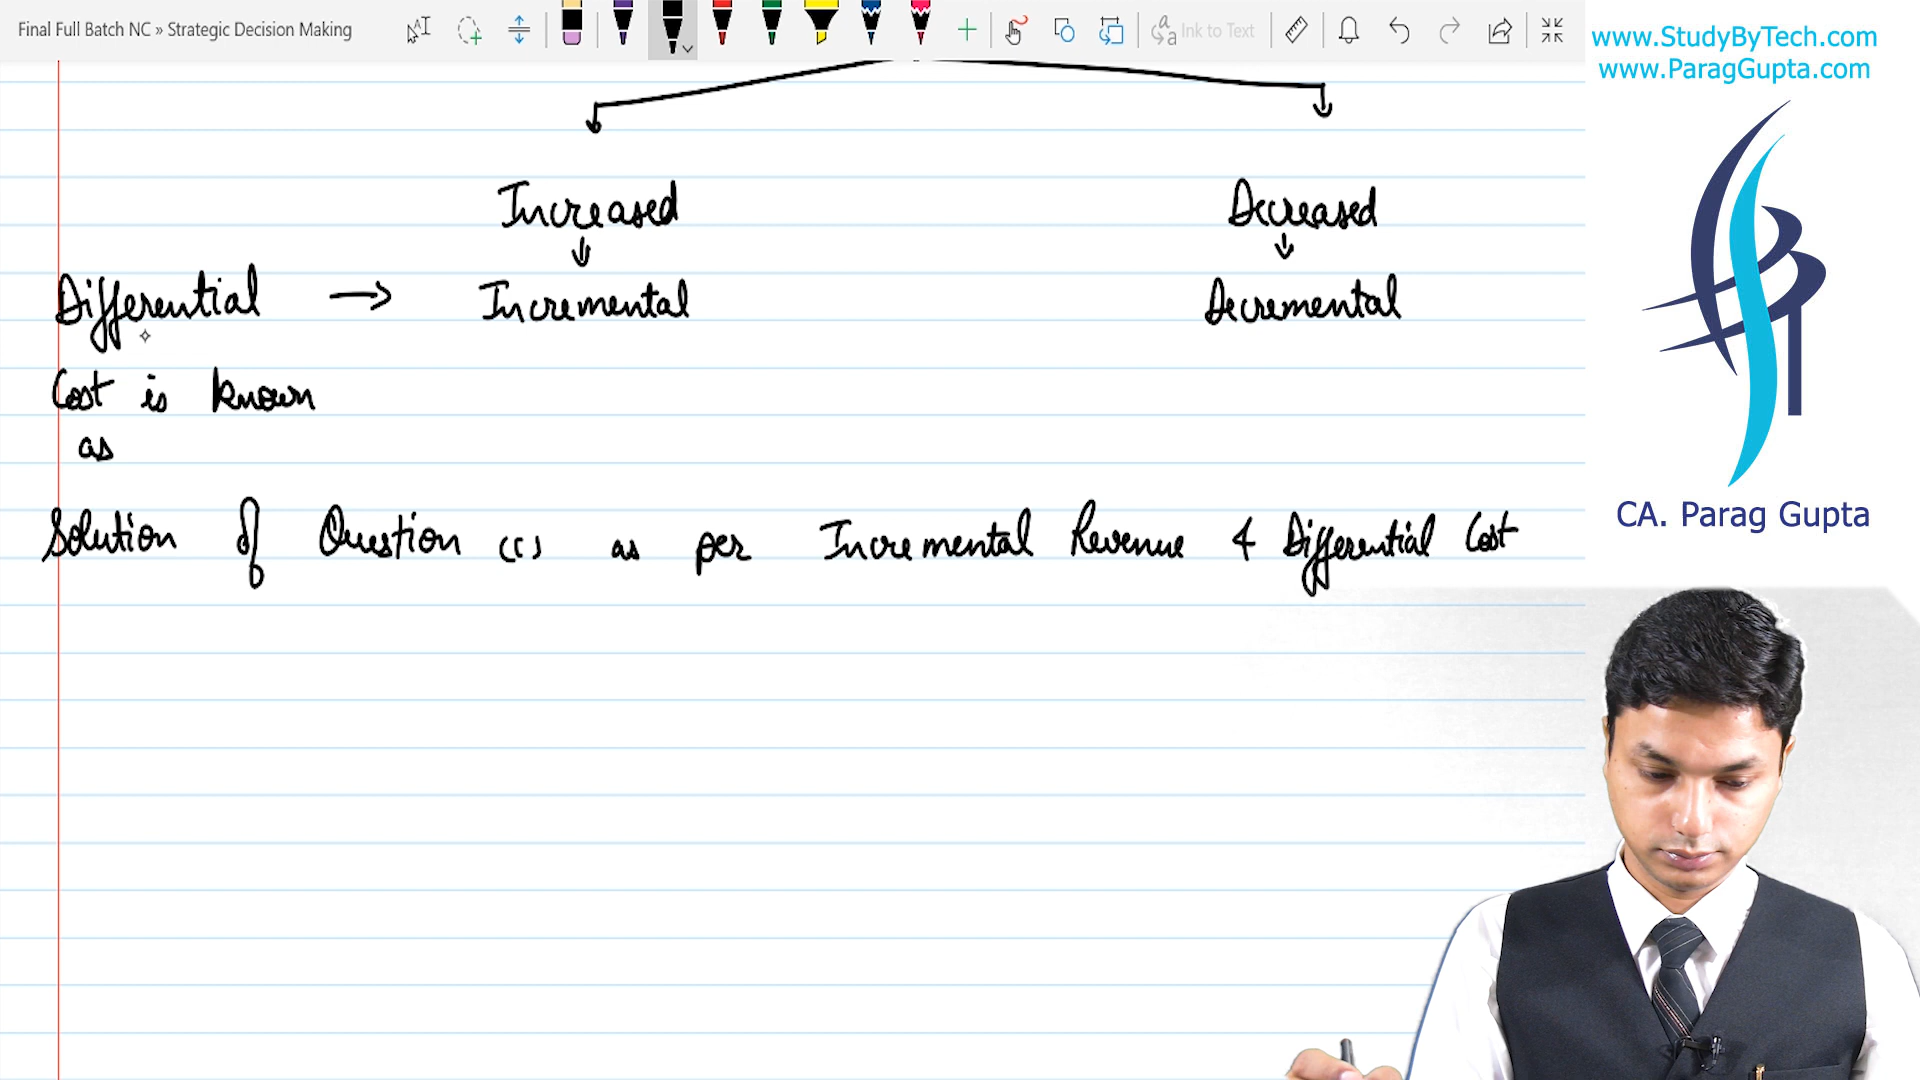 Final Full Batch NC » Strategic Decision Making
Ink to Text
www.StudyByTech.com
www.ParagGupta.com
Increased Decreased
Differential → Incremental Decremental
Cost is known
as
Solution of Question (c) as per Incremental Revenue & Differential Cost
CA. Parag Gupta